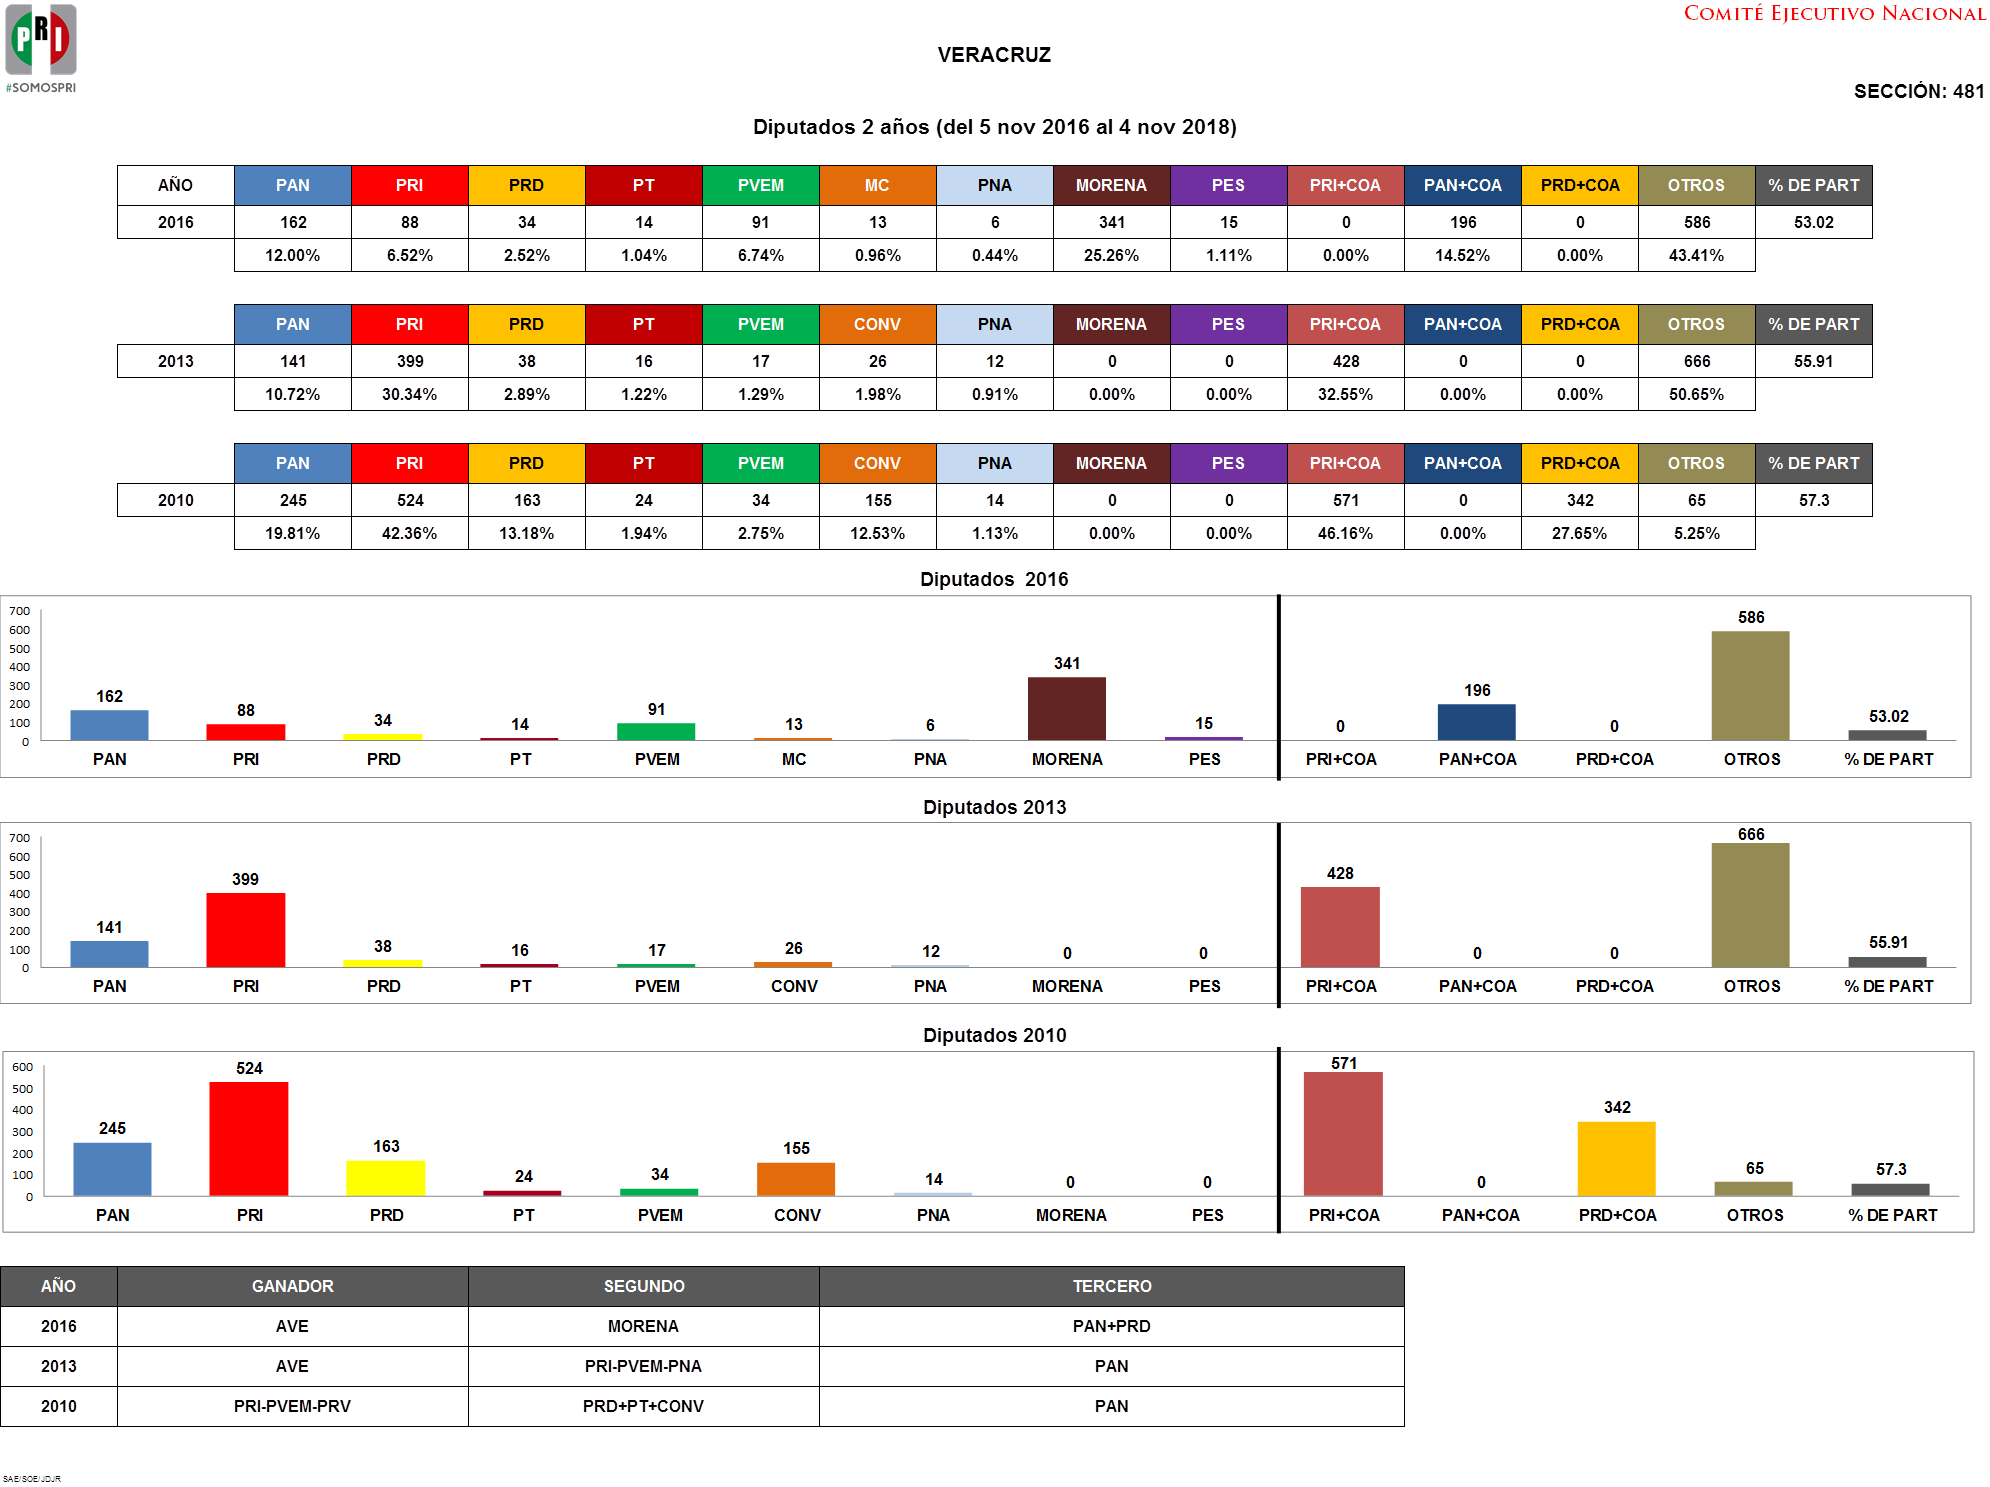 PRI
#SOMOSPRI
COMITÉ EJECUTIVO NACIONAL
VERACRUZ
SECCIÓN: 481
Diputados 2 años (del 5 nov 2016 al 4 nov 2018)
AÑO PAN PRI PRD PT PVEM MC PNA MORENA PES PRI+COA PAN+COA PRD+COA OTROS % DE PART
2016 162 88 34 14 91 13 6 341 15 0 196 0 586 53.02
12.00% 6.52% 2.52% 1.04% 6.74% 0.96% 0.44% 25.26% 1.11% 0.00% 14.52% 0.00% 43.41%
PAN PRI PRD PT PVEM CONV PNA MORENA PES PRI+COA PAN+COA PRD+COA OTROS % DE PART
2013 141 399 38 16 17 26 12 0 0 428 0 0 666 55.91
10.72% 30.34% 2.89% 1.22% 1.29% 1.98% 0.91% 0.00% 0.00% 32.55% 0.00% 0.00% 50.65%
PAN PRI PRD PT PVEM CONV PNA MORENA PES PRI+COA PAN+COA PRD+COA OTROS % DE PART
2010 245 524 163 24 34 155 14 0 0 571 0 342 65 57.3
19.81% 42.36% 13.18% 1.94% 2.75% 12.53% 1.13% 0.00% 0.00% 46.16% 0.00% 27.65% 5.25%
Diputados 2016
700
600
500
400
300
200
100
0
162 88 34 14 91 13 6 341 15 0 196 0 586 53.02
PAN PRI PRD PT PVEM MC PNA MORENA PES PRI+COA PAN+COA PRD+COA OTROS % DE PART
Diputados 2013
700
600
500
400
300
200
100
0
141 399 38 16 17 26 12 0 0 428 0 0 666 55.91
PAN PRI PRD PT PVEM CONV PNA MORENA PES PRI+COA PAN+COA PRD+COA OTROS % DE PART
Diputados 2010
600
500
400
300
200
100
0
245 524 163 24 34 155 14 0 0 571 0 342 65 57.3
PAN PRI PRD PT PVEM CONV PNA MORENA PES PRI+COA PAN+COA PRD+COA OTROS % DE PART
AÑO GANADOR SEGUNDO TERCERO
2016 AVE MORENA PAN+PRD
2013 AVE PRI-PVEM-PNA PAN
2010 PRI-PVEM-PRV PRD+PT+CONV PAN
SAE/SOE/JDJR